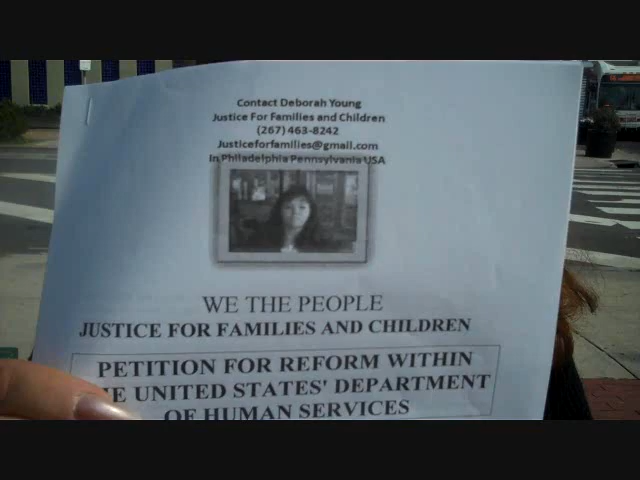 Contact Deborah Young
Justice For Families and Children
(267) 463-8242
Justiceforfamilies@gmail.com
In Philadelphia Pennsylvania USA
WE THE PEOPLE
JUSTICE FOR FAMILIES AND CHILDREN
PETITION FOR REFORM WITHIN
E UNITED STATES' DEPARTMENT
OF HUMAN SERVICES